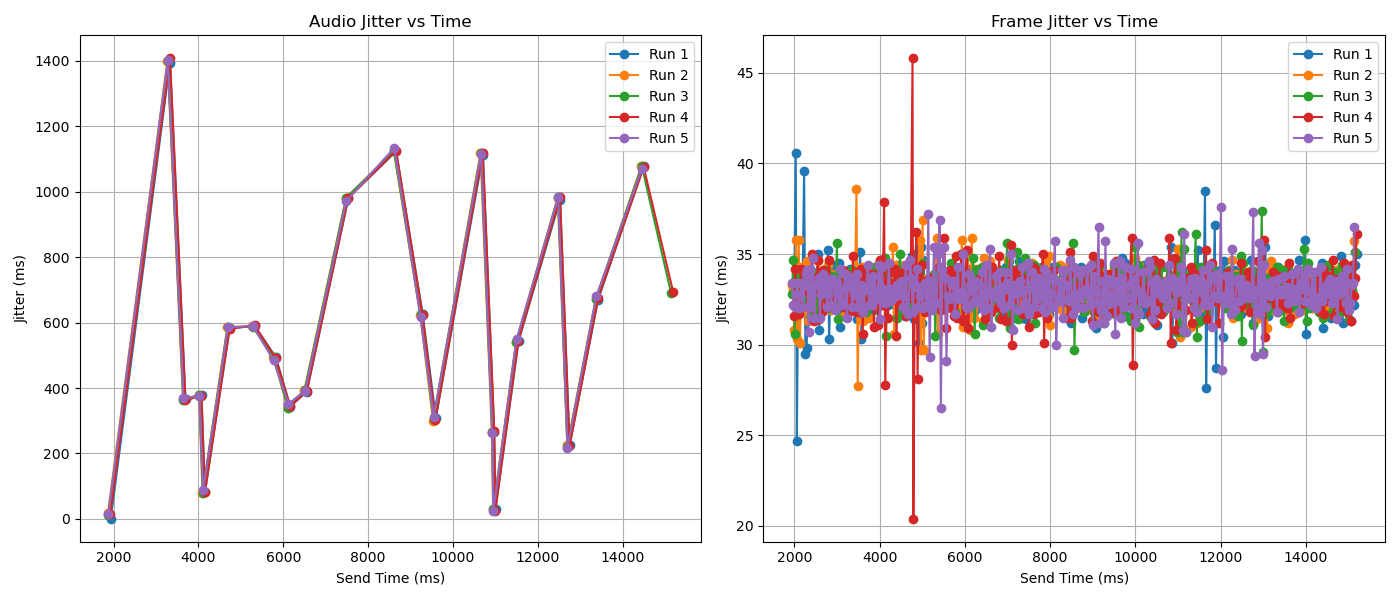 Audio Jitter vs Time
Jitter (ms)
1400
1200
1000
800
600
400
200
0
2000 4000 6000 8000 10000 12000 14000
Send Time (ms)
Run 1
Run 2
Run 3
Run 4
Run 5
Frame Jitter vs Time
Jitter (ms)
45
40
35
30
25
20
2000 4000 6000 8000 10000 12000 14000
Send Time (ms)
Run 1
Run 2
Run 3
Run 4
Run 5